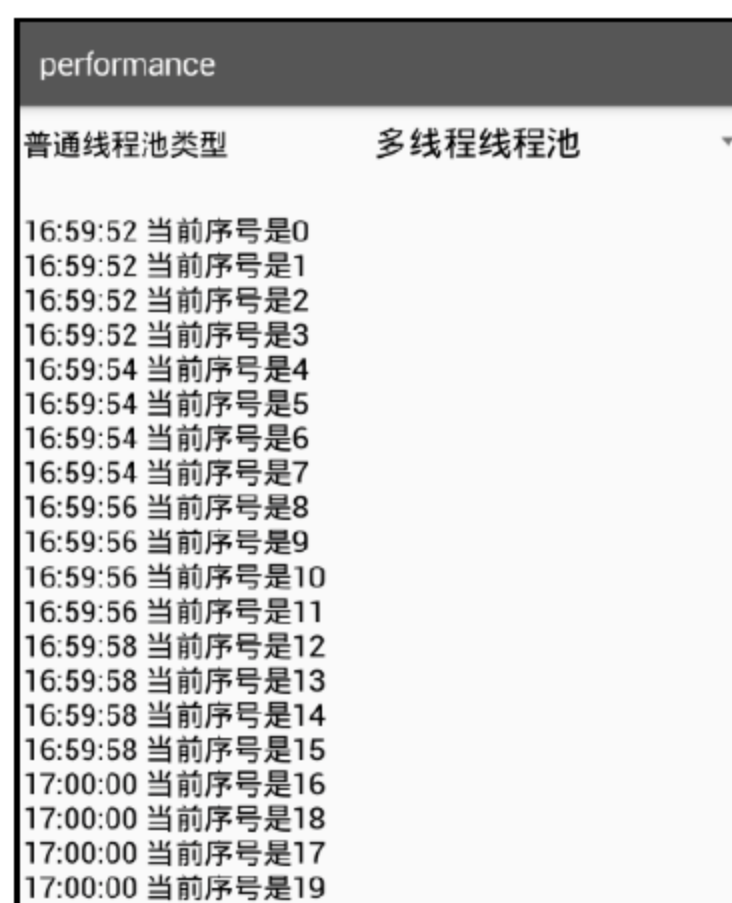 performance
普通线程池类型 多线程线程池
16:59:52 当前序号是0
16:59:52 当前序号是1
16:59:52 当前序号是2
16:59:52 当前序号是3
16:59:54 当前序号是4
16:59:54 当前序号是5
16:59:54 当前序号是6
16:59:54 当前序号是7
16:59:56 当前序号是8
16:59:56 当前序号是9
16:59:56 当前序号是10
16:59:56 当前序号是11
16:59:58 当前序号是12
16:59:58 当前序号是13
16:59:58 当前序号是14
16:59:58 当前序号是15
17:00:00 当前序号是16
17:00:00 当前序号是18
17:00:00 当前序号是17
17:00:00 当前序号是19